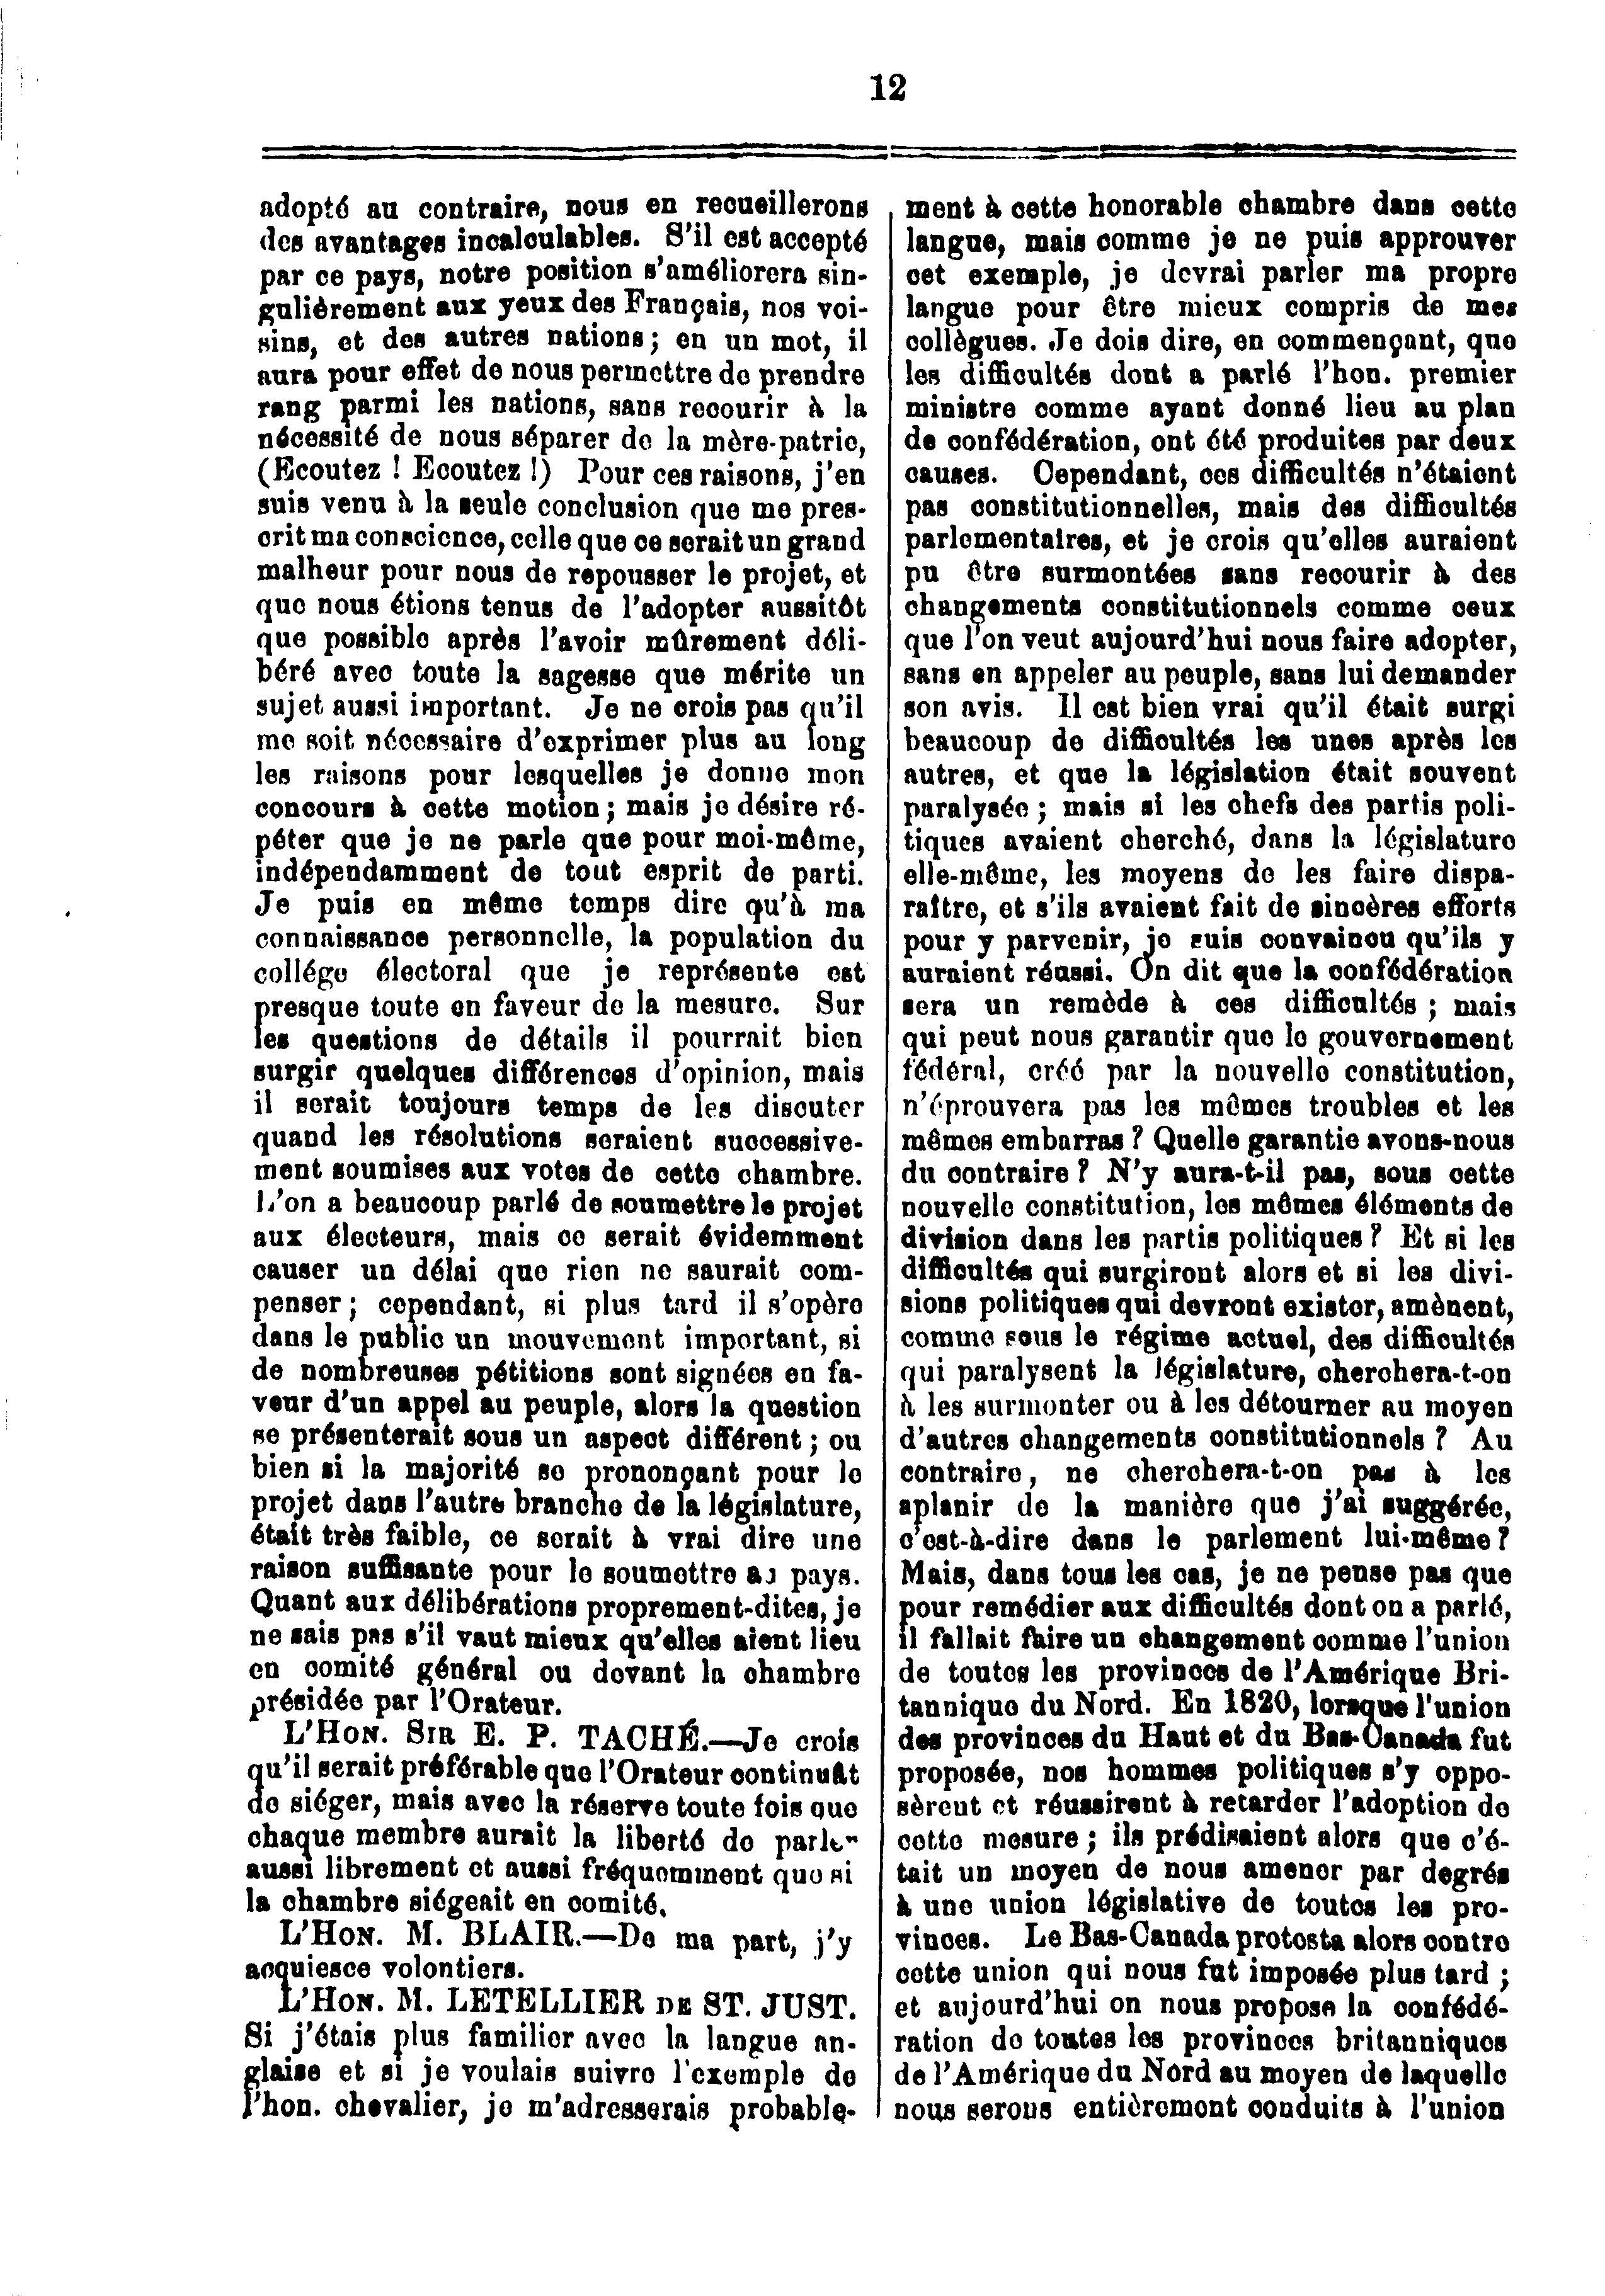 12
adopté au contraire, nous en recueillerons
des avantages incalculables. S'il est accepté
par ce pays, notre position s'améliorera sin-
gulièrement aux yeux des Français, nos voi-
sins, et des autres nations; en un mot, il
aura pour effet de nous permettre de prendre
rang parmi les nations, sans recourir à la
nécessité de nous séparer de la mère-patrie,
(Ecoutez ! Ecoutez !) Pour ces raisons, j'en
suis venu à la seule conclusion que me pres-
crit ma conscience, celle que ce serait un grand
malheur pour nous de repousser le projet, et
que nous étions tenus de l'adopter aussitôt
que possible après l'avoir mûrement déli-
béré avec toute la sagesse que mérite un
sujet aussi important. Je ne crois pas qu'il
me soit nécessaire d'exprimer plus au long
les raisons pour lesquelles je donne mon
concours à cette motion; mais je désire ré-
péter que je ne parle que pour moi-même,
indépendamment de tout esprit de parti.
Je puis en même temps dire qu'à ma
connaissance personnelle, la population du
collége électoral que je représente est
presque toute en faveur de la mesure. Sur
les questions de détails il pourrait bien
surgir quelques différences d'opinion, mais
il serait toujours temps de les discuter
quand les résolutions seraient successive-
ment soumises aux votes de cette chambre.
L'on a beaucoup parlé de soumettre le projet
aux électeurs, mais ce serait évidemment
causer un délai que rien ne saurait com-
penser; cependant, si plus tard il s'opère
dans le public un mouvement important, si
de nombreuses pétitions sont signées en fa-
veur d'un appel au peuple, alors la question
se présenterait sous un aspect différent; ou
bien si la majorité se prononçant pour le
projet dans l'autre branche de la législature,
était très faible, ce serait à vrai dire une
raison suffisante pour le soumettre au pays.
Quant aux délibérations proprement-dites, je
ne sais pas s'il vaut mieux qu'elles aient lieu
en comité général ou devant la chambre
présidée par l'Orateur.
L'HON. SIR E. P. TACHÉ.—Je crois
qu'il serait préférable que l'Orateur continuât
de siéger, mais avec la réserve toute fois que
chaque membre aurait la liberté de parler
aussi librement et aussi fréquemment que si
la chambre siégeait en comité.
L'HON. M. BLAIR.—De ma part, j'y
acquiesce volontiers.
L'HON. M. LETELLIER DE ST. JUST.
Si j'étais plus familier avec la langue an-
glaise et si je voulais suivre l'exemple de
l'hon. chevalier, je m'adresserais probable-
ment à cette honorable chambre dans cette
langue, mais comme je ne puis approuver
cet exemple, je devrai parler ma propre
langue pour être mieux compris de mes
collègues. Je dois dire, en commençant, que
les difficultés dont a parlé l'hon. premier
ministre comme ayant donné lieu au plan
de confédération, ont été produites par deux
causes. Cependant, ces difficultés n'étaient
pas constitutionnelles, mais des difficultés
parlementaires, et je crois qu'elles auraient
pu être surmontées sans recourir à des
changements constitutionnels comme ceux
que l'on veut aujourd'hui nous faire adopter,
sans en appeler au peuple, sans lui demander
son avis. Il est bien vrai qu'il était surgi
beaucoup de difficultés les unes après les
autres, et que la législation était souvent
paralysée ; mais si les chefs des partis poli-
tiques avaient cherché, dans la législature
elle-même, les moyens de les faire dispa-
raître, et s'ils avaient fait de sincères efforts
pour y parvenir, je suis convaincu qu'ils y
auraient réussi. On dit que la confédération
sera un remède à ces difficultés ; mais
qui peut nous garantir que le gouvernement
fédéral, créé par la nouvelle constitution,
n'éprouvera pas les mêmes troubles et les
mêmes embarras ? Quelle garantie avons-nous
du contraire ? N'y aura-t-il pas, sous cette
nouvelle constitution, les mêmes éléments de
division dans les partis politiques ? Et si les
difficultés qui surgiront alors et si les divi-
sions politiques qui devront exister, amènent,
comme sous le régime actuel, des difficultés
qui paralysent la législature, cherchera-t-on
à les surmonter ou à les détourner au moyen
d'autres changements constitutionnels ? Au
contraire, ne cherchera-t-on pas à les
aplanir de la manière que j'ai suggérée,
c'est-à-dire dans le parlement lui-même ?
Mais, dans tous les cas, je ne pense pas que
pour remédier aux difficultés dont on a parlé,
il fallait faire un changement comme l'union
de toutes les provinces de l'Amérique Bri-
tannique du Nord. En 1820, lorsque l'union
des provinces du Haut et du Bas-Canada fut
proposée, nos hommes politiques s'y oppo-
sèrent et réussirent à retarder l'adoption de
cette mesure ; ils prédisaient alors que c'é-
tait un moyen de nous amener par degrés
à une union législative de toutes les pro-
vinces. Le Bas-Canada protesta alors contre
cette union qui nous fut imposée plus tard ;
et aujourd'hui on nous propose la confédé-
ration de toutes les provinces britanniques
de l'Amérique du Nord au moyen de laquelle
nous serons entièrement conduits à l'union